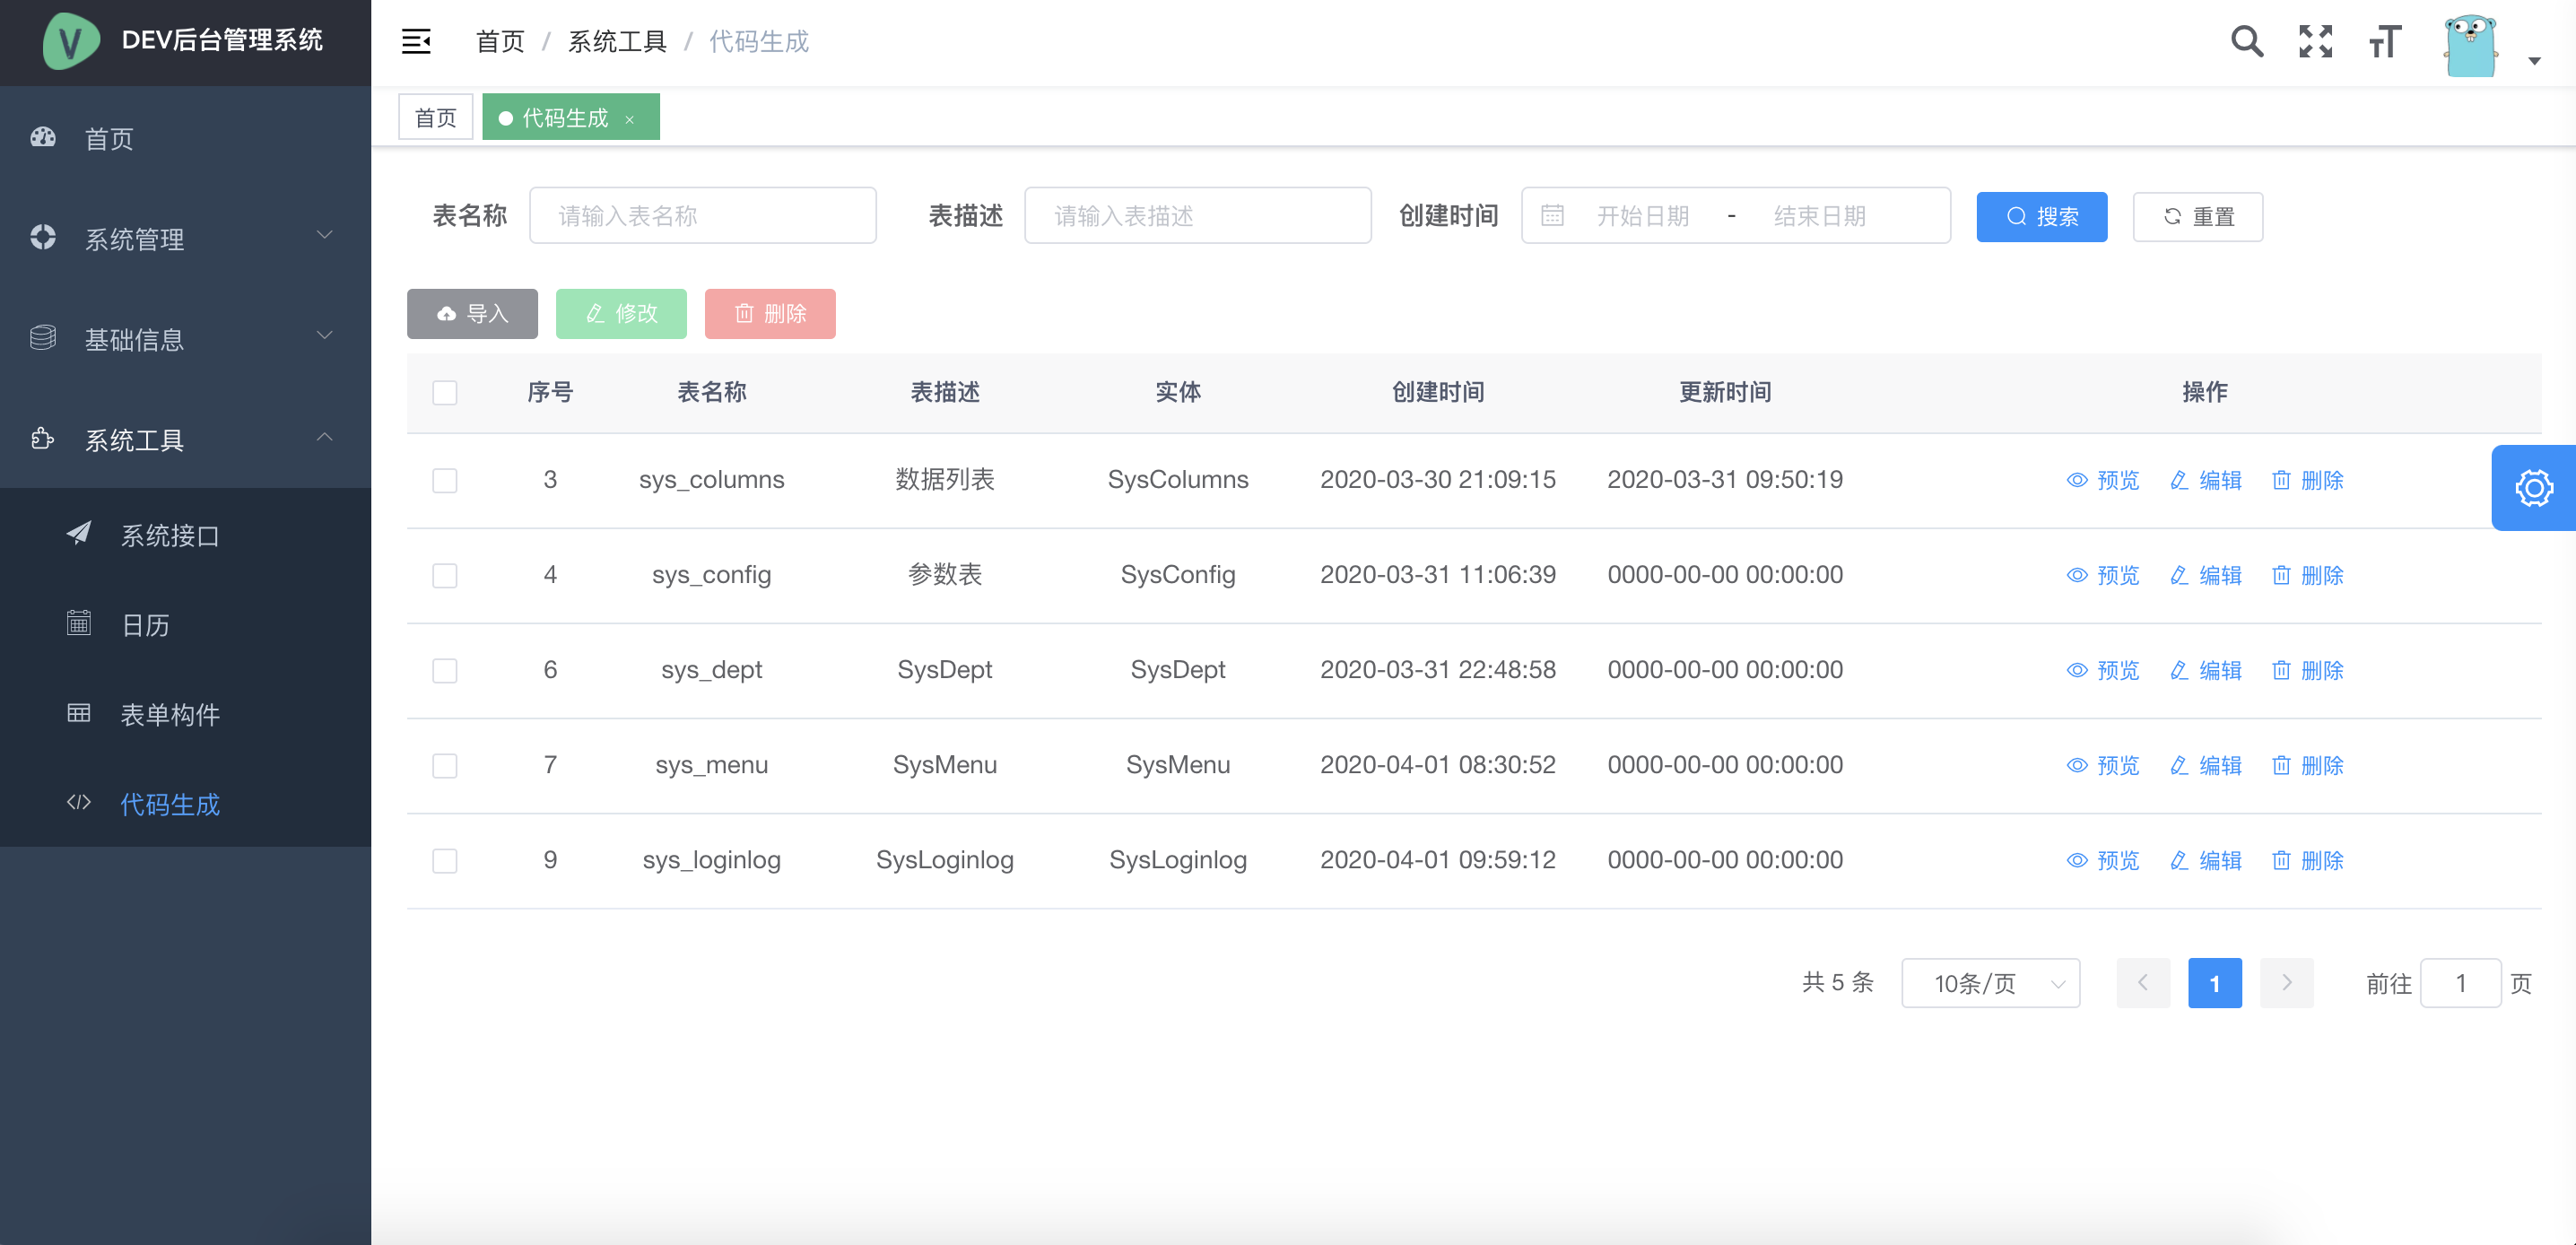 DEV后台管理系统
首页 / 系统工具 / 代码生成
首页
系统管理
基础信息
系统工具
系统接口
日历
表单构件
代码生成
首页 代码生成 ×
表名称 请输入表名称 表描述 请输入表描述 创建时间 开始日期 - 结束日期 搜索 重置
导入 修改 删除
序号 表名称 表描述 实体 创建时间 更新时间 操作
3 sys_columns 数据列表 SysColumns 2020-03-30 21:09:15 2020-03-31 09:50:19 预览 编辑 删除
4 sys_config 参数表 SysConfig 2020-03-31 11:06:39 0000-00-00 00:00:00 预览 编辑 删除
6 sys_dept SysDept SysDept 2020-03-31 22:48:58 0000-00-00 00:00:00 预览 编辑 删除
7 sys_menu SysMenu SysMenu 2020-04-01 08:30:52 0000-00-00 00:00:00 预览 编辑 删除
9 sys_loginlog SysLoginlog SysLoginlog 2020-04-01 09:59:12 0000-00-00 00:00:00 预览 编辑 删除
共 5 条 10条/页 1 前往 1 页